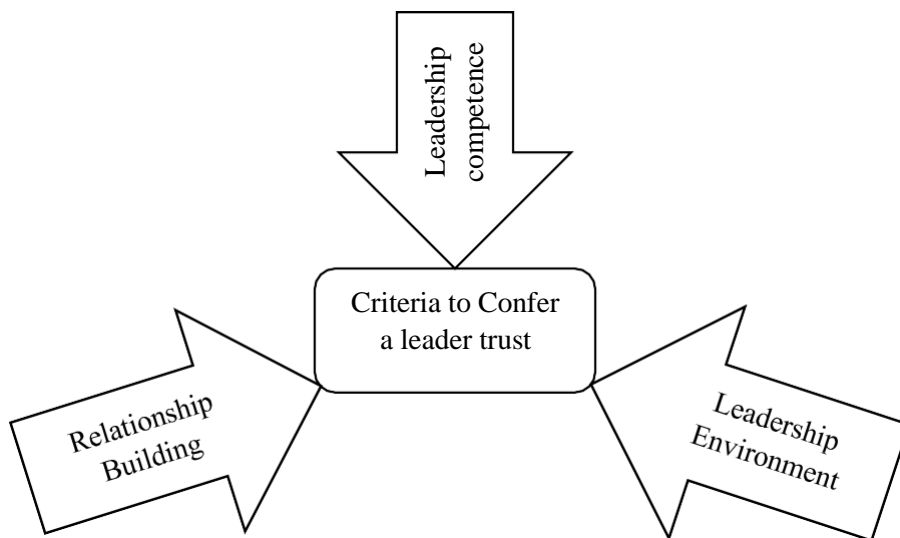 Leadership
competence
Criteria to Confer
a leader trust
Relationship
Building
Leadership
Environment